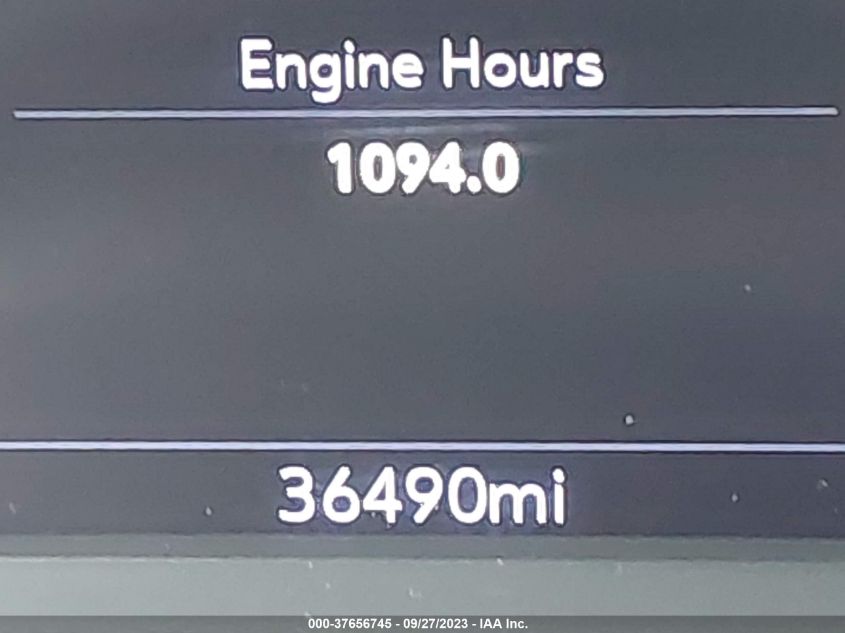 Engine Hours
1094.0
36490mi
000-37656745 - 09/27/2023 - IAA Inc.